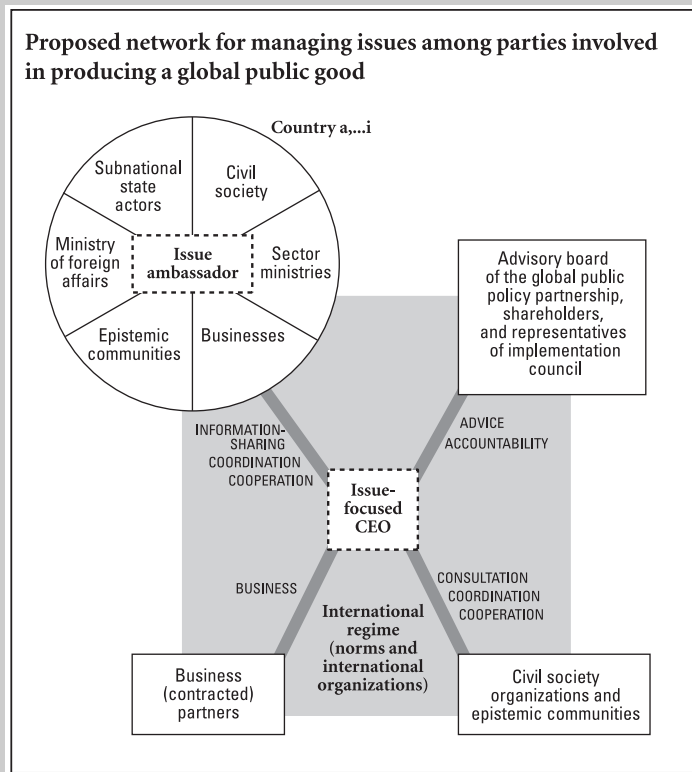 Proposed network for managing issues among parties involved
in producing a global public good
Country a,...i
Subnational
state
actors
Civil
society
Ministry
of foreign
affairs
Issue
ambassador
Sector
ministries
Epistemic
communities
Businesses
Advisory board
of the global public
policy partnership,
shareholders,
and representatives
of implementation
council
INFORMATION-
SHARING
COORDINATION
COOPERATION
ADVICE
ACCOUNTABILITY
Issue-
focused
CEO
BUSINESS
CONSULTATION
COORDINATION
COOPERATION
International
regime
(norms and
international
organizations)
Business
(contracted)
partners
Civil society
organizations and
epistemic communities